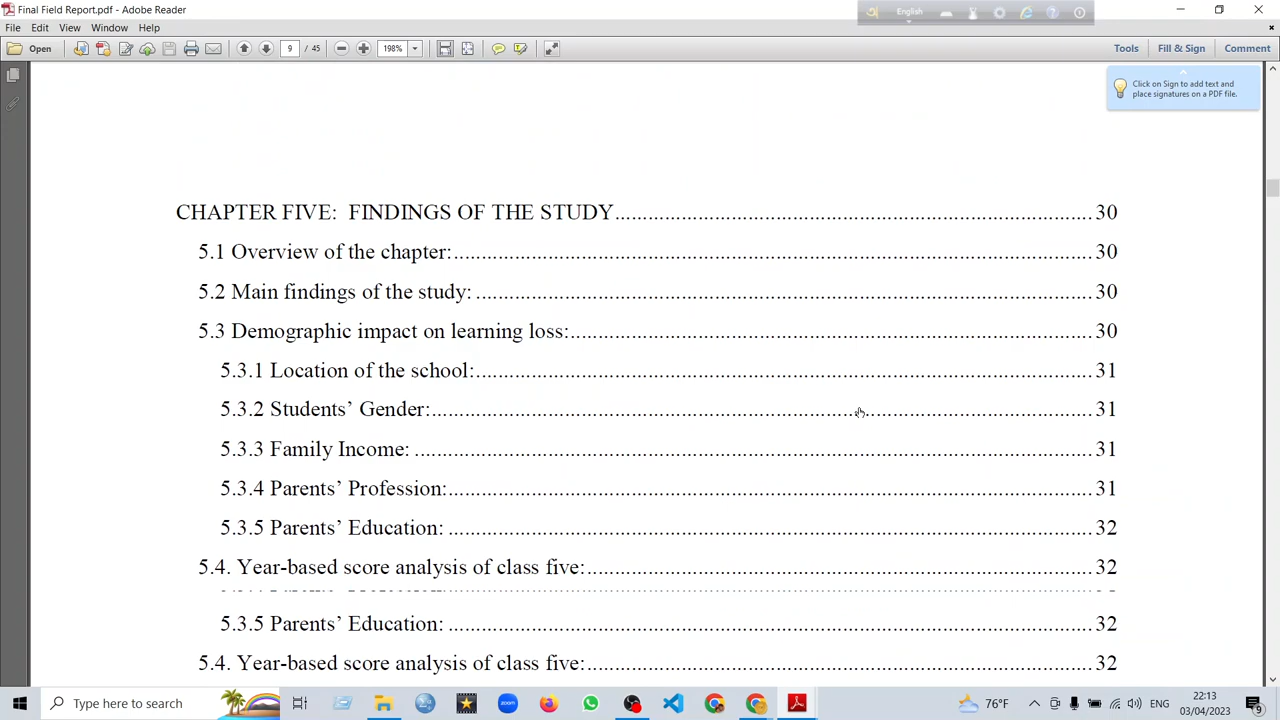 Final Field Report.pdf - Adobe Reader
English
File Edit View Window Help
Open
9 / 45
198%
Tools Fill & Sign Comment
Click on Sign to add text and
place signatures on a PDF file.
CHAPTER FIVE: FINDINGS OF THE STUDY........30
5.1 Overview of the chapter:........30
5.2 Main findings of the study:........30
5.3 Demographic impact on learning loss:........30
5.3.1 Location of the school:........31
5.3.2 Students’ Gender:........31
5.3.3 Family Income:........31
5.3.4 Parents’ Profession:........31
5.3.5 Parents’ Education:........32
5.4. Year-based score analysis of class five:........32
5.3.5 Parents’ Education:........32
5.4. Year-based score analysis of class five:........32
Type here to search
zoom
76°F
ENG
22:13
03/04/2023
9